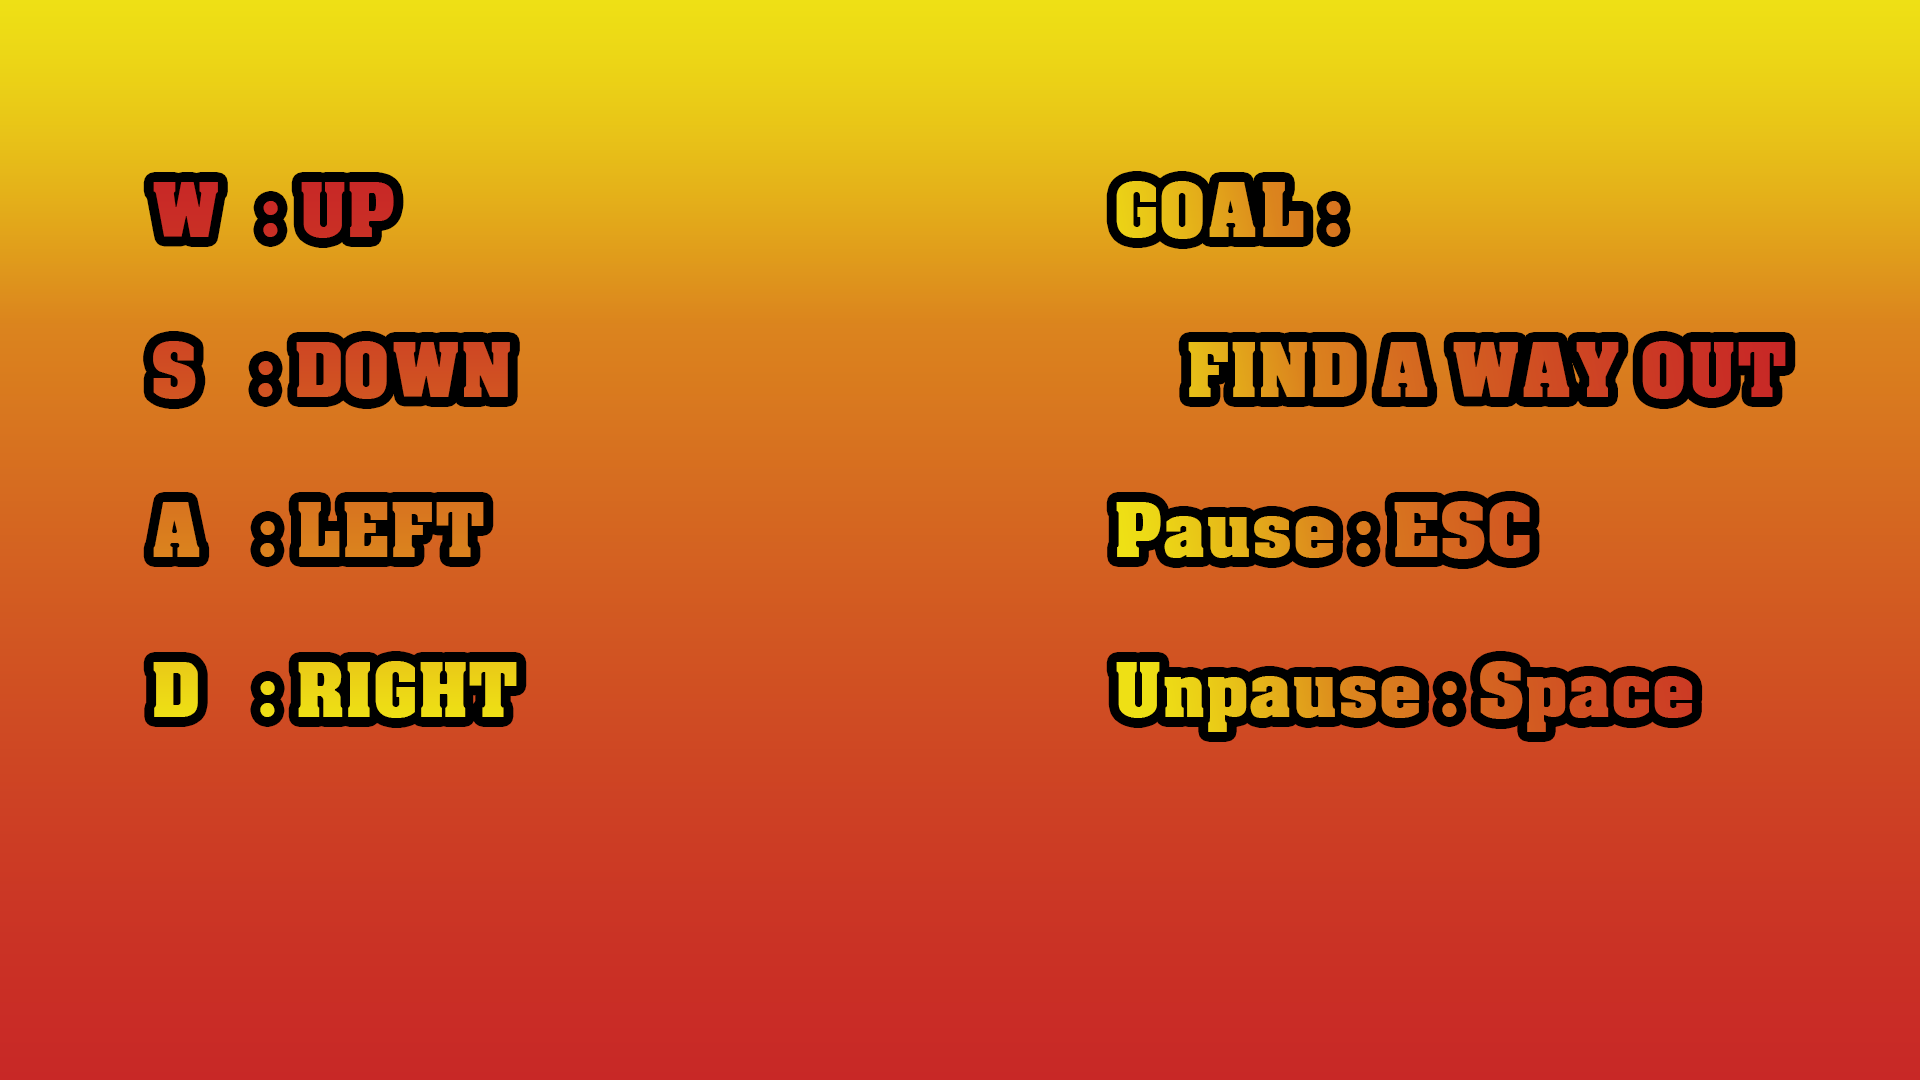 W : UP
S : DOWN
A : LEFT
D : RIGHT
GOAL:
FIND A WAY OUT
Pause: ESC
Unpause: Space